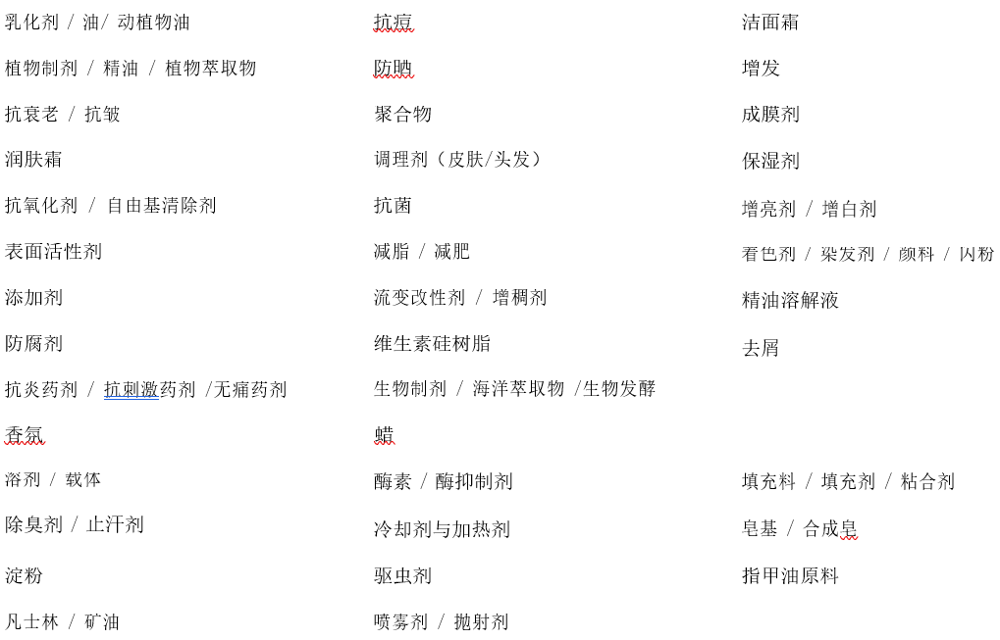 乳化剂 / 油/ 动植物油
植物制剂 / 精油 / 植物萃取物
抗衰老 / 抗皱
润肤霜
抗氧化剂 / 自由基清除剂
表面活性剂
添加剂
防腐剂
抗炎药剂 / 抗刺激药剂 /无痛药剂
香氛
溶剂 / 载体
除臭剂 / 止汗剂
淀粉
凡士林 / 矿油
抗痘
防晒
聚合物
调理剂（皮肤/头发）
抗菌
减脂 / 减肥
流变改性剂 / 增稠剂
维生素硅树脂
生物制剂 / 海洋萃取物 /生物发酵
蜡
酶素 / 酶抑制剂
冷却剂与加热剂
驱虫剂
喷雾剂 / 抛射剂
洁面霜
增发
成膜剂
保湿剂
增亮剂 / 增白剂
着色剂 / 染发剂 / 颜料 / 闪粉
精油溶解液
去屑
填充料 / 填充剂 / 粘合剂
皂基 / 合成皂
指甲油原料